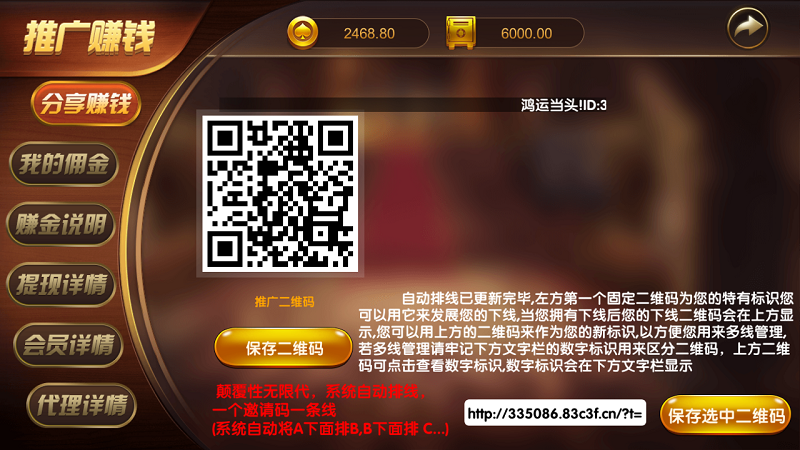 推广赚钱
2468.80
6000.00
分享赚钱
鸿运当头!ID:3
我的佣金
赚金说明
提现详情
会员详情
代理详情
推广二维码
保存二维码
自动排线已更新完毕,左方第一个固定二维码为您的特有标识您
可以用它来发展您的下线,当您拥有下线后您的下线二维码会在上方显
示,您可以用上方的二维码来作为您的新标识,以方便您用来多线管理,
若多线管理请牢记下方文字栏的数字标识用来区分二维码，上方二维
码可点击查看数字标识,数字标识会在下方文字栏显示
颠覆性无限代，系统自动排线，
一个邀请码一条线
(系统自动将A下面排B,B下面排 C...)
http://335086.83c3f.cn/?t=
保存选中二维码